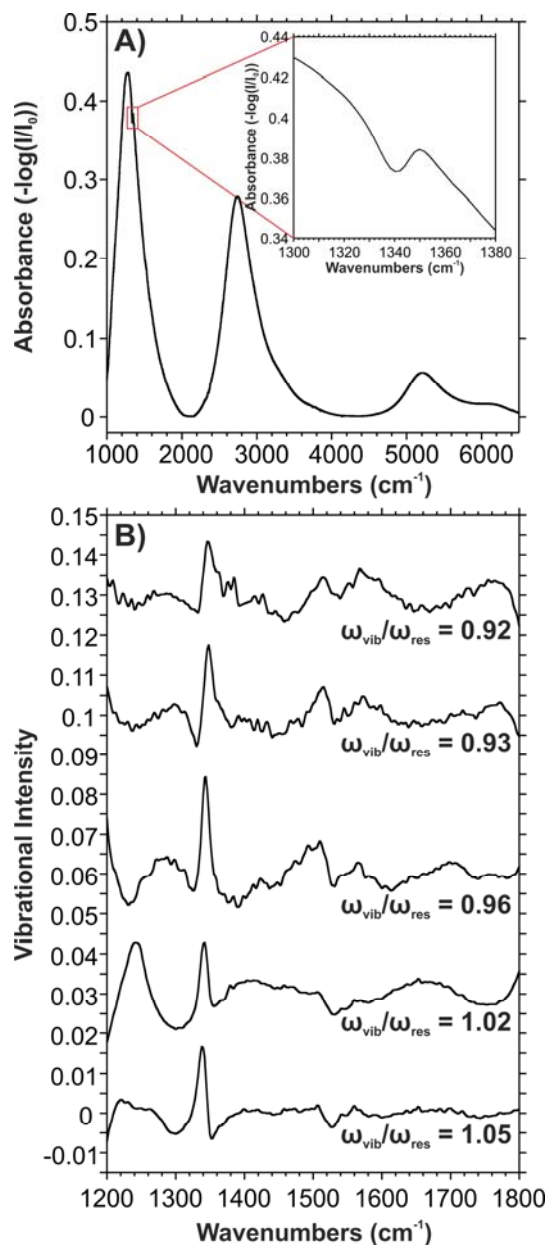 A)
0.5
0.4
0.3
0.2
0.1
0
Absorbance (-log(I/I₀))
1000 2000 3000 4000 5000 6000
Wavenumbers (cm⁻¹)
0.44
0.42
0.4
0.38
0.36
0.34
Absorbance (-log(I/I₀))
1300 1320 1340 1360 1380
Wavenumbers (cm⁻¹)
B)
0.15
0.14
0.13
0.12
0.11
0.1
0.09
0.08
0.07
0.06
0.05
0.04
0.03
0.02
0.01
0
-0.01
Vibrational Intensity
ω_vib/ω_res = 0.92
ω_vib/ω_res = 0.93
ω_vib/ω_res = 0.96
ω_vib/ω_res = 1.02
ω_vib/ω_res = 1.05
1200 1300 1400 1500 1600 1700 1800
Wavenumbers (cm⁻¹)